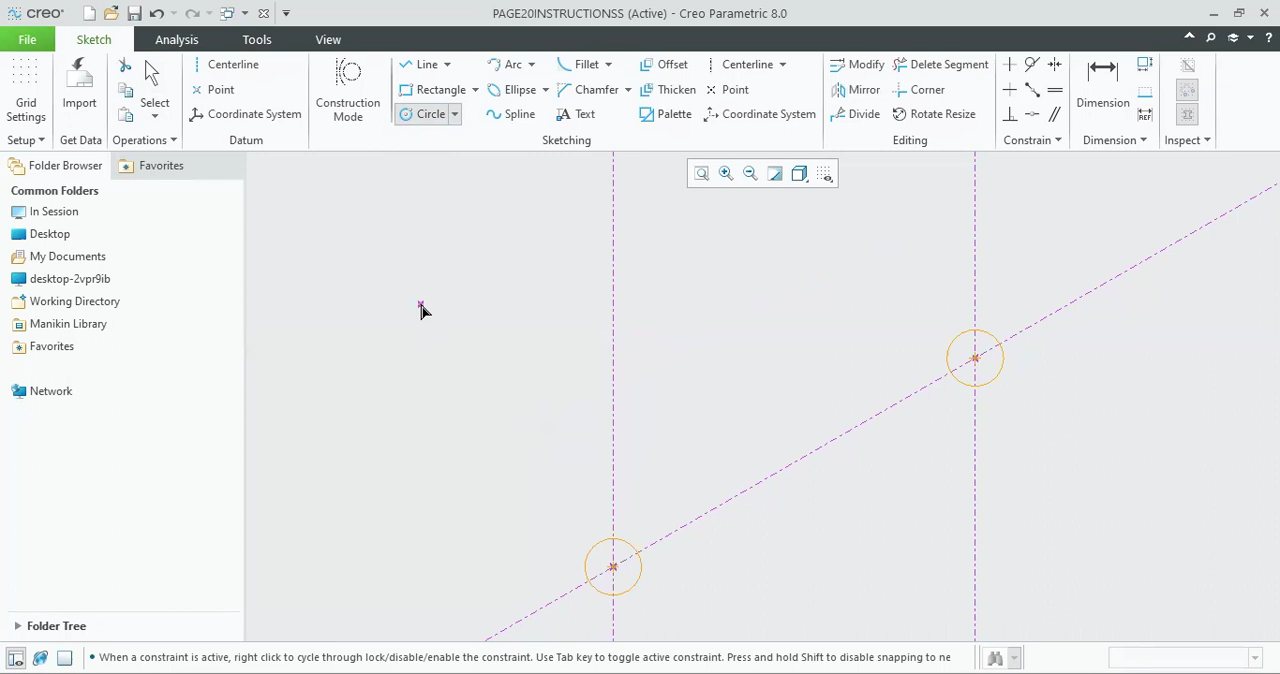 creo° PAGE20INSTRUCTIONSS (Active) - Creo Parametric 8.0
File Sketch Analysis Tools View
Grid Settings
Setup
Import
Get Data
Select
Operations
Centerline
Point
Coordinate System
Datum
Construction Mode
Line Arc Fillet Offset Centerline
Rectangle Ellipse Chamfer Thicken Point
Circle Spline Text Palette Coordinate System
Sketching
Modify Delete Segment
Mirror Corner
Divide Rotate Resize
Editing
Constrain
Dimension
REF
Dimension
Inspect
Folder Browser Favorites
Common Folders
In Session
Desktop
My Documents
desktop-2vpr9ib
Working Directory
Manikin Library
Favorites
Network
Folder Tree
• When a constraint is active, right click to cycle through lock/disable/enable the constraint. Use Tab key to toggle active constraint. Press and hold Shift to disable snapping to ne